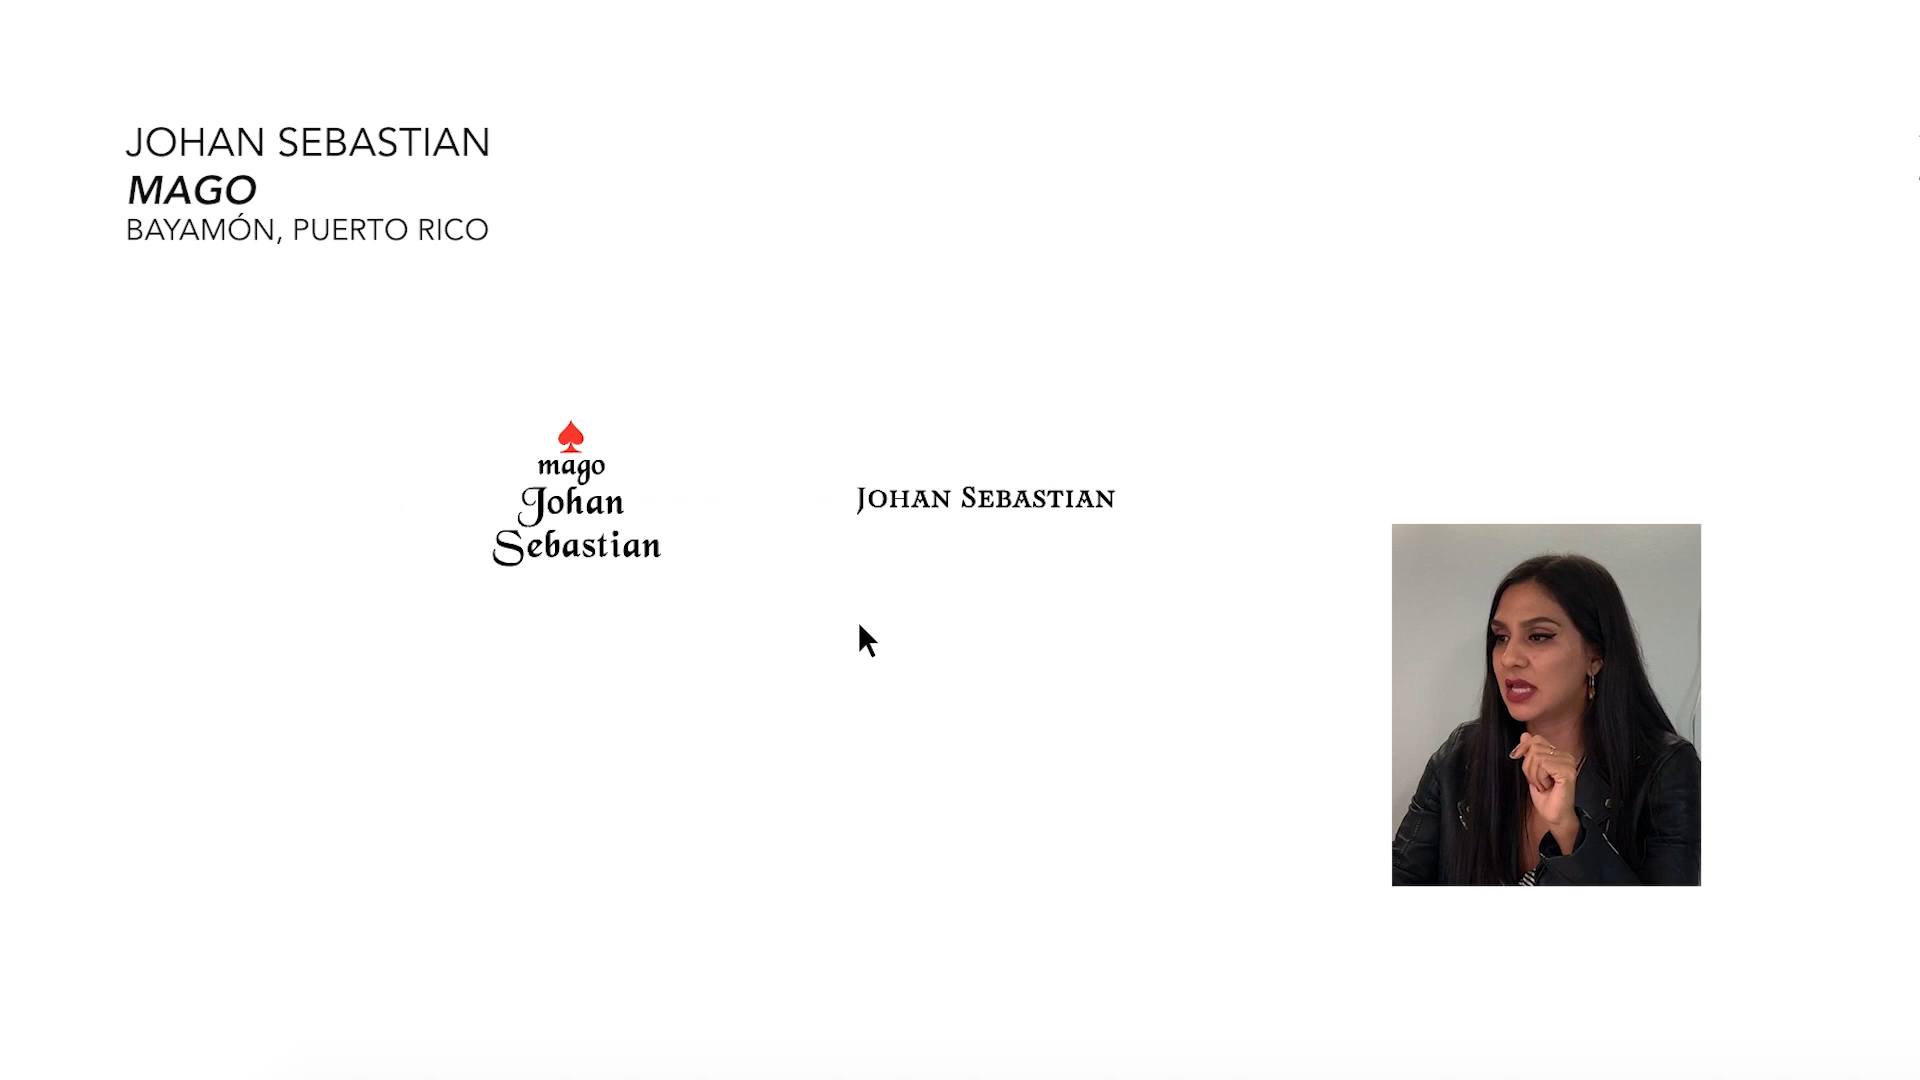 JOHAN SEBASTIAN
MAGO
BAYAMÓN, PUERTO RICO
mago
Johan
Sebastian
JOHAN SEBASTIAN